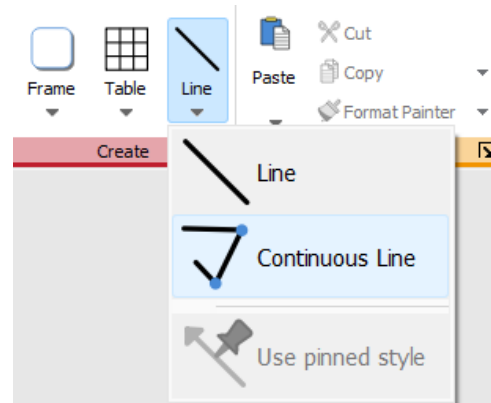 Frame
Table
Line
Paste
Cut
Copy
Format Painter
Create
Line
Continuous Line
Use pinned style